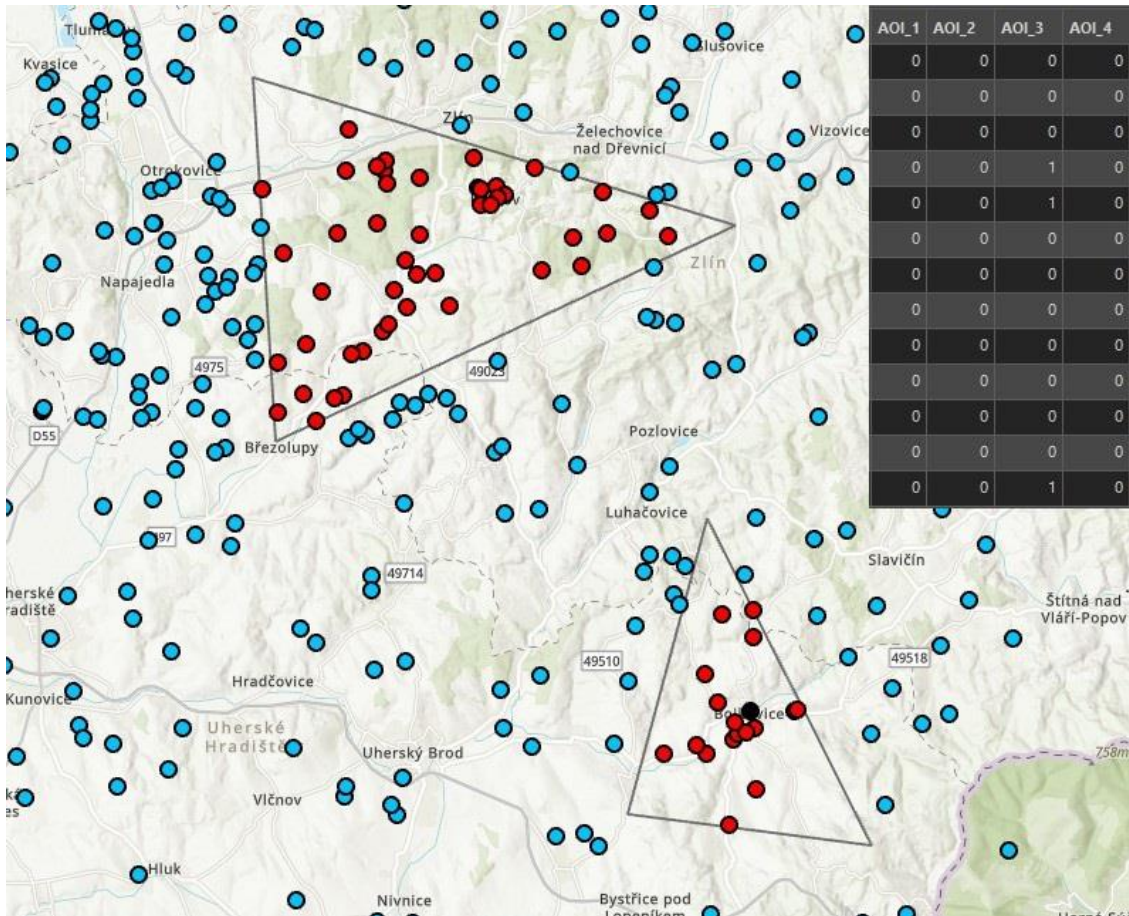 AOI_1 AOI_2 AOI_3 AOI_4
0 0 0 0
0 0 0 0
0 0 0 0
0 0 1 0
0 0 1 0
0 0 0 0
0 0 0 0
0 0 0 0
0 0 0 0
0 0 0 0
0 0 0 0
0 0 0 0
0 0 1 0
Kvasice
Slušovice
Zlín
Želechovice
nad Dřevnicí
Vizovice
Otrokovice
Zlín
Napajedla
4975
49023
D55
Březolupy
Pozlovice
Luhačovice
49714
Slavičín
Uherské
Štítná nad
Vláří-Popov
49510
49518
Kunovice
Hradčovice
Uherské
Hradiště
Uherský Brod
758m
Vlčnov
Hluk
Nivnice
Bystřice pod
Lopeníkem